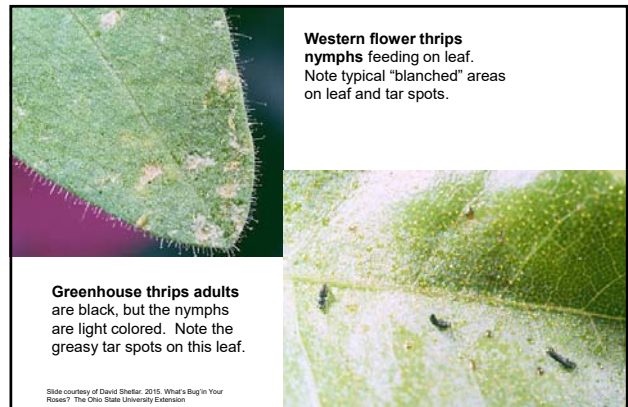 Western flower thrips
nymphs feeding on leaf.
Note typical “blanched” areas
on leaf and tar spots.
Greenhouse thrips adults
are black, but the nymphs
are light colored.  Note the
greasy tar spots on this leaf.
Slide courtesy of David Shetlar. 2015. What's Bug'in Your
Roses?  The Ohio State University Extension